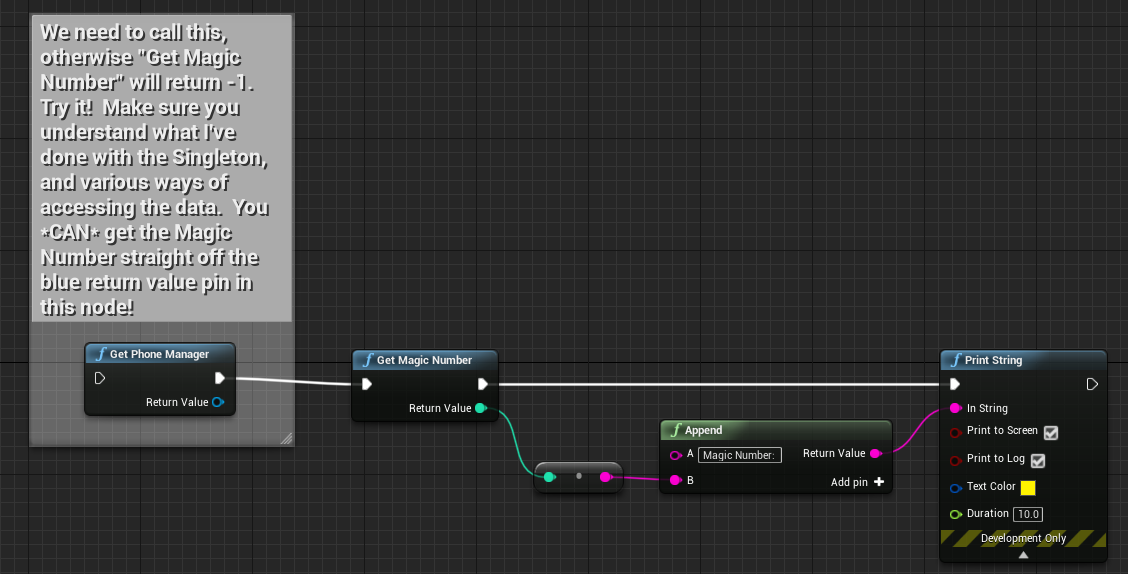 We need to call this,
otherwise "Get Magic
Number" will return -1.
Try it!  Make sure you
understand what I've
done with the Singleton,
and various ways of
accessing the data.  You
*CAN* get the Magic
Number straight off the
blue return value pin in
this node!
f Get Phone Manager
Return Value
f Get Magic Number
Return Value
f Append
A Magic Number:
Return Value
B
Add pin +
f Print String
In String
Print to Screen
Print to Log
Text Color
Duration 10.0
Development Only